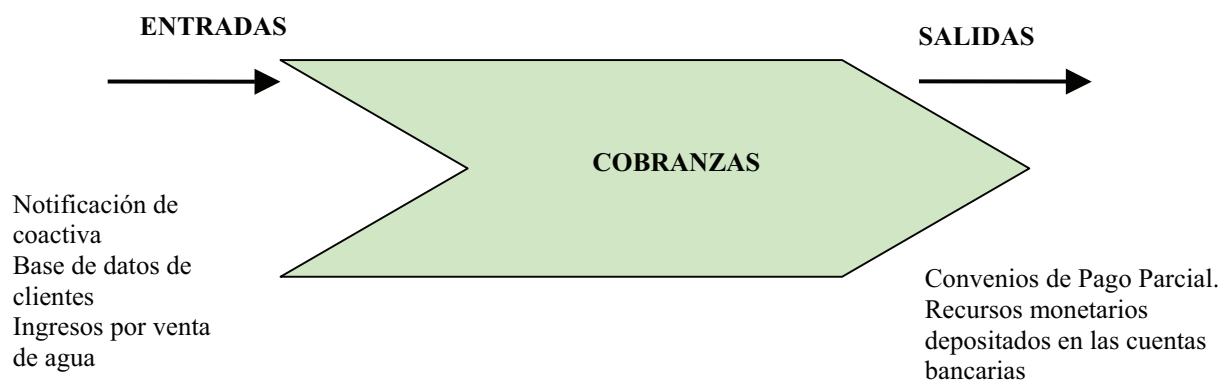 ENTRADAS
SALIDAS
COBRANZAS
Notificación de
coactiva
Base de datos de
clientes
Ingresos por venta
de agua
Convenios de Pago Parcial.
Recursos monetarios
depositados en las cuentas
bancarias